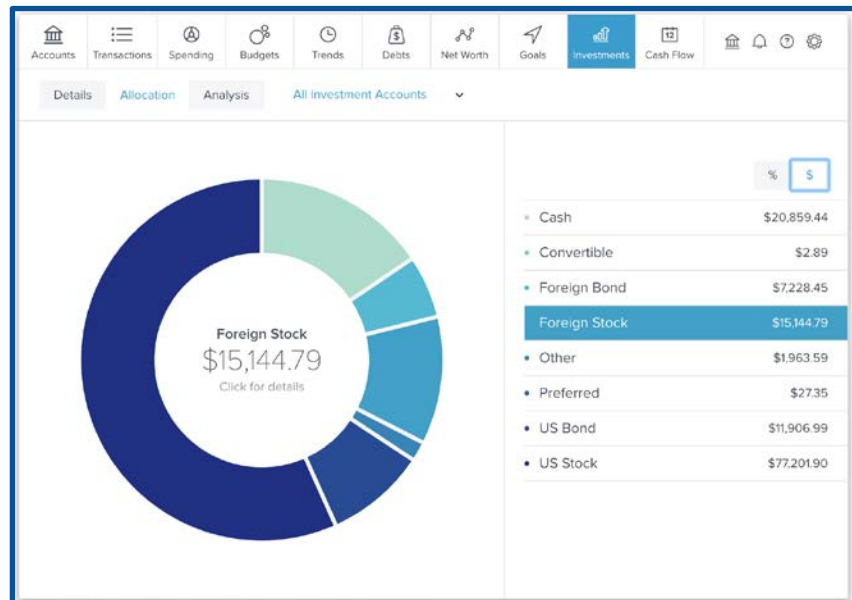 Accounts Transactions Spending Budgets Trends Debts Net Worth Goals Investments Cash Flow
12
Details Allocation Analysis All Investment Accounts
% $
Cash $20,859.44
Convertible $2.89
Foreign Bond $7,228.45
Foreign Stock $15,144.79
Other $1,963.59
Preferred $27.35
US Bond $11,906.99
US Stock $77,201.90
Foreign Stock
$15,144.79
Click for details